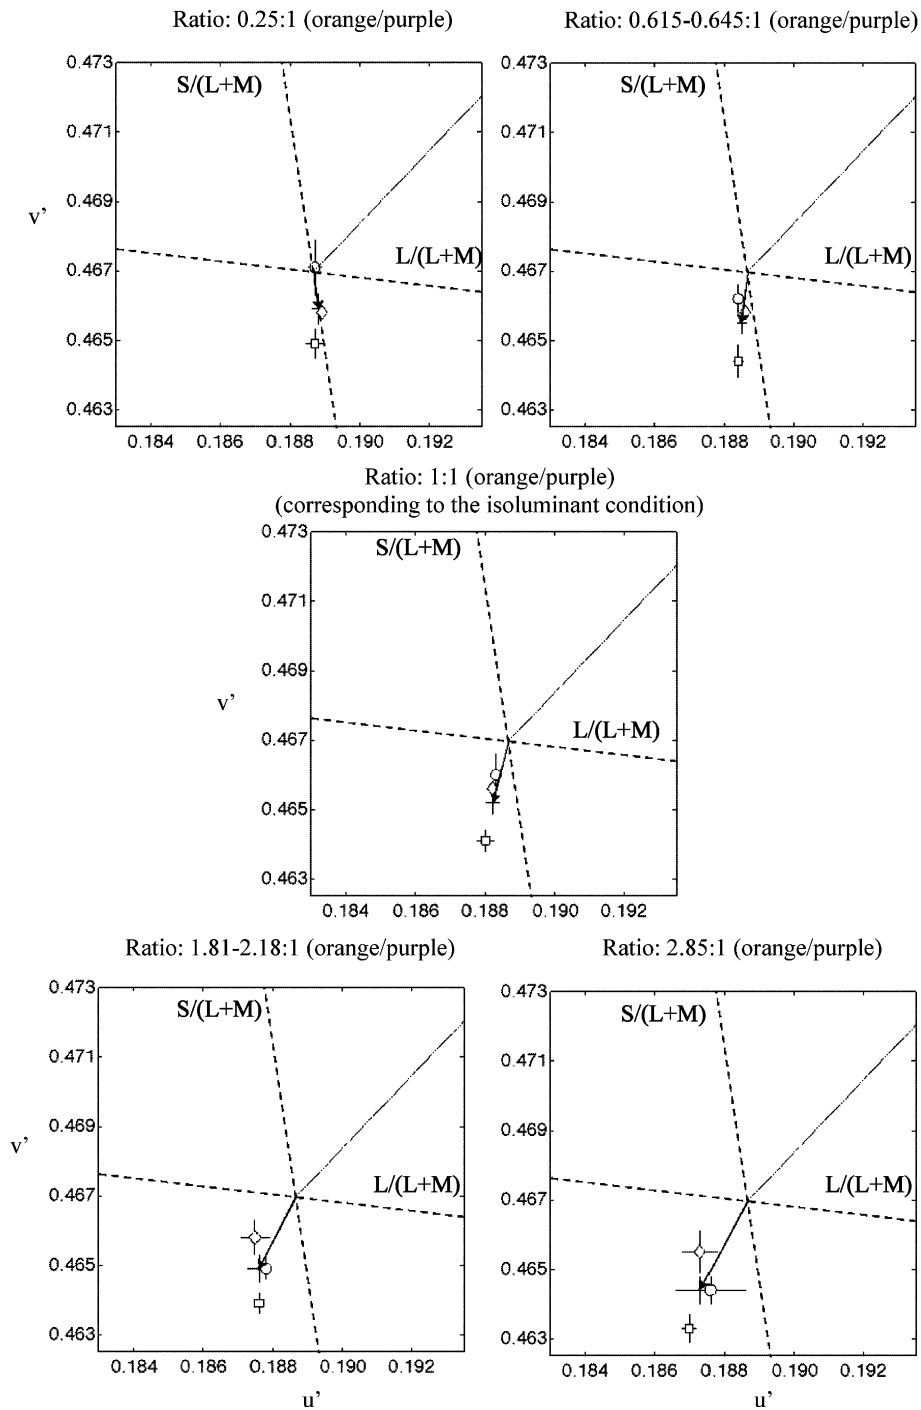 Ratio: 0.25:1 (orange/purple)
Ratio: 0.615-0.645:1 (orange/purple)
0.473
S/(L+M)
0.471
0.469
v’
L/(L+M)
0.467
0.465
0.463
0.184 0.186 0.188 0.190 0.192
0.473
S/(L+M)
0.471
0.469
L/(L+M)
0.467
0.465
0.463
0.184 0.186 0.188 0.190 0.192
Ratio: 1:1 (orange/purple)
(corresponding to the isoluminant condition)
0.473
S/(L+M)
0.471
0.469
v’
L/(L+M)
0.467
0.465
0.463
0.184 0.186 0.188 0.190 0.192
Ratio: 1.81-2.18:1 (orange/purple)
Ratio: 2.85:1 (orange/purple)
0.473
S/(L+M)
0.471
0.469
v’
L/(L+M)
0.467
0.465
0.463
0.184 0.186 0.188 0.190 0.192
u’
0.473
S/(L+M)
0.471
0.469
L/(L+M)
0.467
0.465
0.463
0.184 0.186 0.188 0.190 0.192
u’